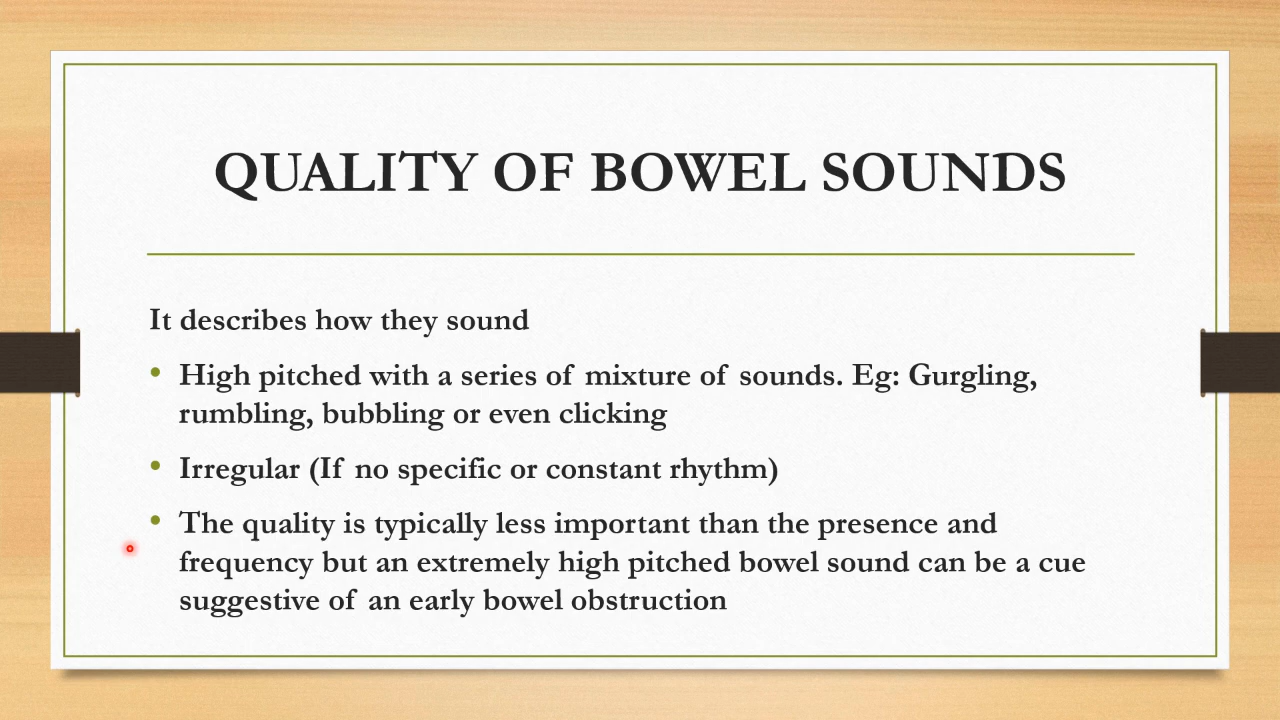 QUALITY OF BOWEL SOUNDS
It describes how they sound
• High pitched with a series of mixture of sounds. Eg: Gurgling,
rumbling, bubbling or even clicking
• Irregular (If no specific or constant rhythm)
• The quality is typically less important than the presence and
frequency but an extremely high pitched bowel sound can be a cue
suggestive of an early bowel obstruction